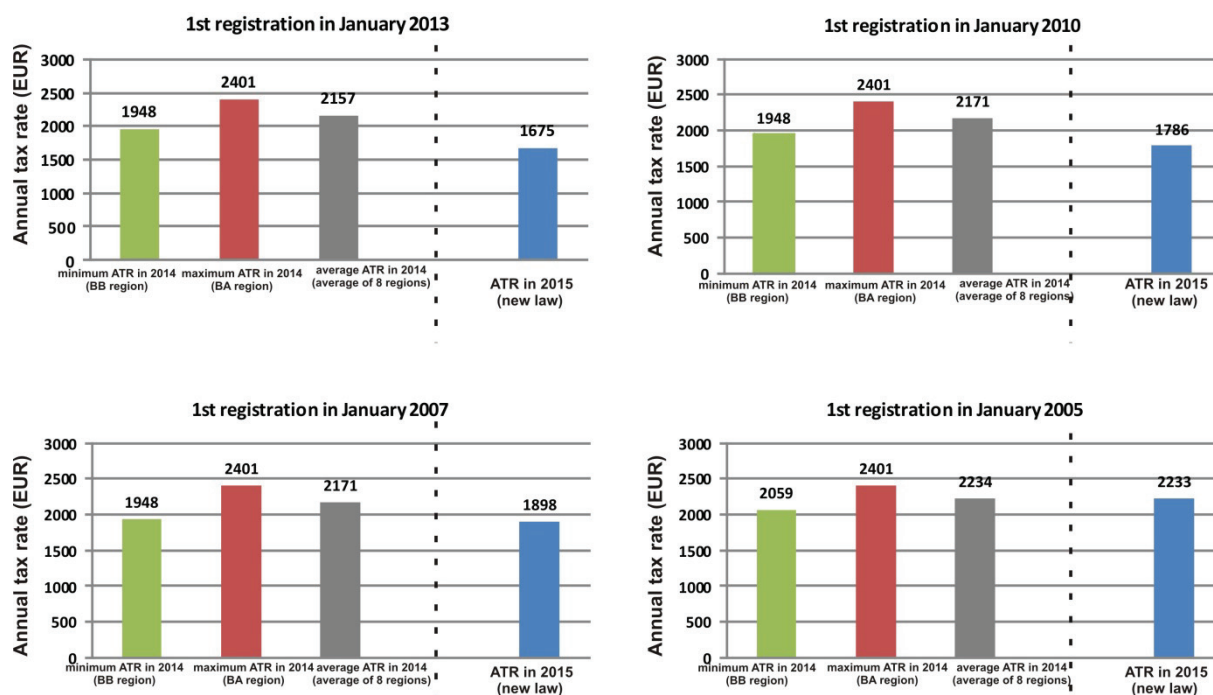 1st registration in January 2013
Annual tax rate (EUR)
3000
2500
2000
1500
1000
500
0
1948
2401
2157
1675
minimum ATR in 2014
(BB region)
maximum ATR in 2014
(BA region)
average ATR in 2014
(average of 8 regions)
ATR in 2015
(new law)
1st registration in January 2010
Annual tax rate (EUR)
3000
2500
2000
1500
1000
500
0
1948
2401
2171
1786
minimum ATR in 2014
(BB region)
maximum ATR in 2014
(BA region)
average ATR in 2014
(average of 8 regions)
ATR in 2015
(new law)
1st registration in January 2007
Annual tax rate (EUR)
3000
2500
2000
1500
1000
500
0
1948
2401
2171
1898
minimum ATR in 2014
(BB region)
maximum ATR in 2014
(BA region)
average ATR in 2014
(average of 8 regions)
ATR in 2015
(new law)
1st registration in January 2005
Annual tax rate (EUR)
3000
2500
2000
1500
1000
500
0
2059
2401
2234
2233
minimum ATR in 2014
(BB region)
maximum ATR in 2014
(BA region)
average ATR in 2014
(average of 8 regions)
ATR in 2015
(new law)